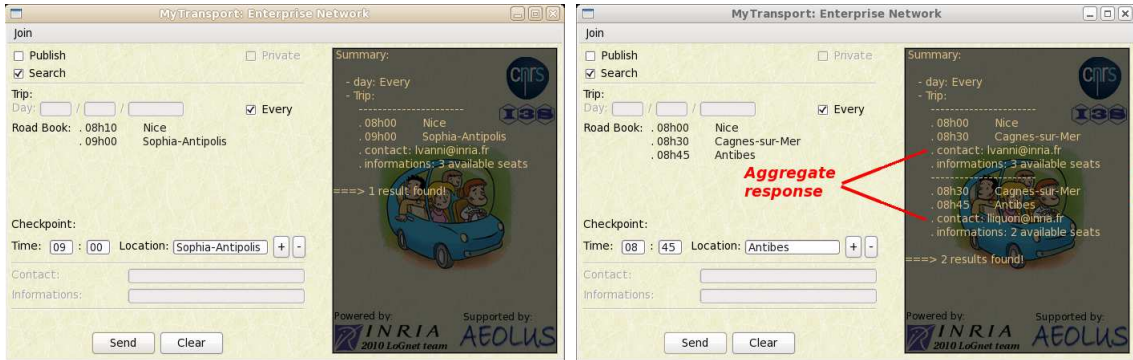 MyTransport: Enterprise Network
Join
Publish Private
Search
Trip:
Day: / / Every
Road Book: . 08h10 Nice
. 09h00 Sophia-Antipolis
Checkpoint:
Time: 09 : 00 Location: Sophia-Antipolis + -
Contact:
Informations:
Send Clear
Summary:
- day: Every
- Trip:
-----------------------
. 08h00 Nice
. 09h00 Sophia-Antipolis
. contact: lvanni@inria.fr
. informations: 3 available seats
===> 1 result found!
cnrs
I3S
Powered by: Supported by:
INRIA AEOLUS
2010 LoGnet team
MyTransport: Enterprise Network
Join
Publish Private
Search
Trip:
Day: / / Every
Road Book: . 08h00 Nice
. 08h30 Cagnes-sur-Mer
. 08h45 Antibes
Aggregate
response
Checkpoint:
Time: 08 : 45 Location: Antibes + -
Contact:
Informations:
Send Clear
Summary:
- day: Every
- Trip:
-----------------------
. 08h00 Nice
. 08h30 Cagnes-sur-Mer
. contact: lvanni@inria.fr
. informations: 3 available seats
-----------------------
. 08h30 Cagnes-sur-Mer
. 08h45 Antibes
. contact: lliquori@inria.fr
. informations: 2 available seats
===> 2 results found!
cnrs
I3S
Powered by: Supported by:
INRIA AEOLUS
2010 LoGnet team